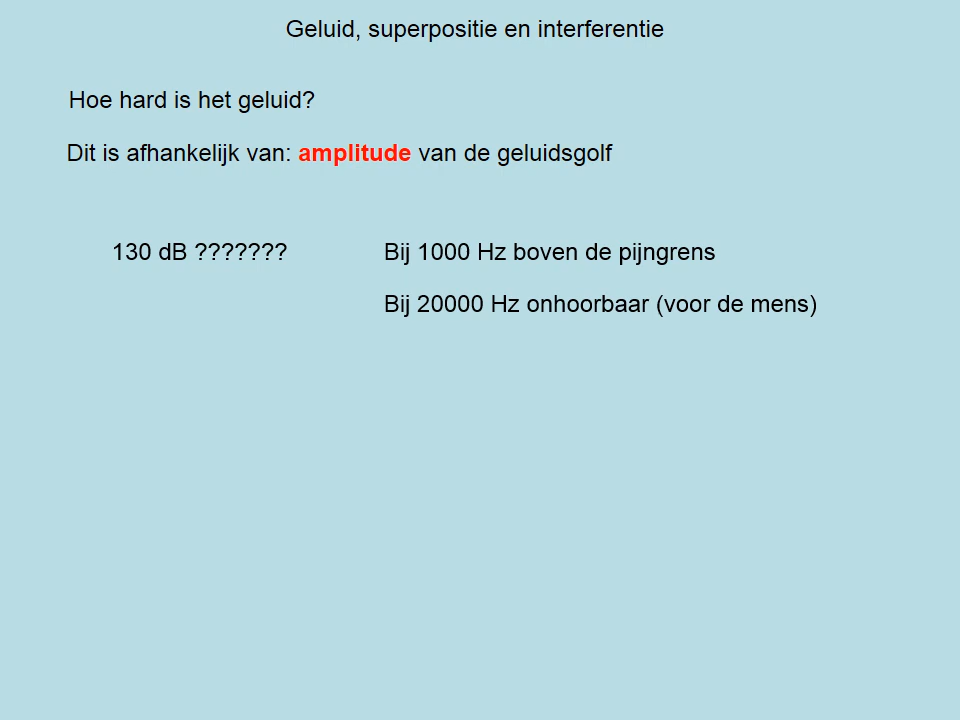 Geluid, superpositie en interferentie
Hoe hard is het geluid?
Dit is afhankelijk van: amplitude van de geluidsgolf
130 dB ??????? Bij 1000 Hz boven de pijngrens
Bij 20000 Hz onhoorbaar (voor de mens)